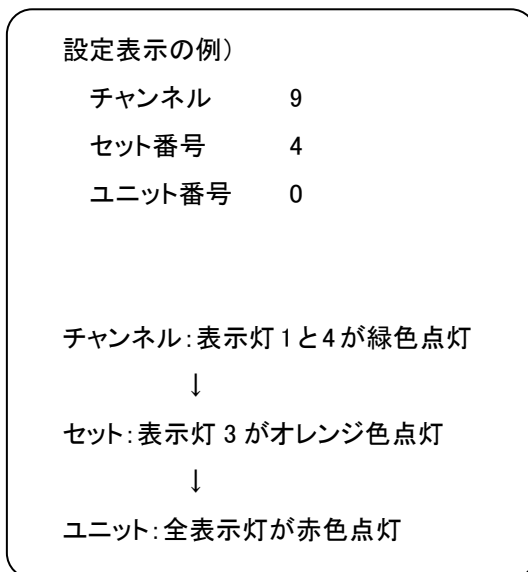 設定表示の例）
チャンネル 9
セット番号 4
ユニット番号 0
チャンネル：表示灯1と4が緑色点灯
↓
セット：表示灯3がオレンジ色点灯
↓
ユニット：全表示灯が赤色点灯